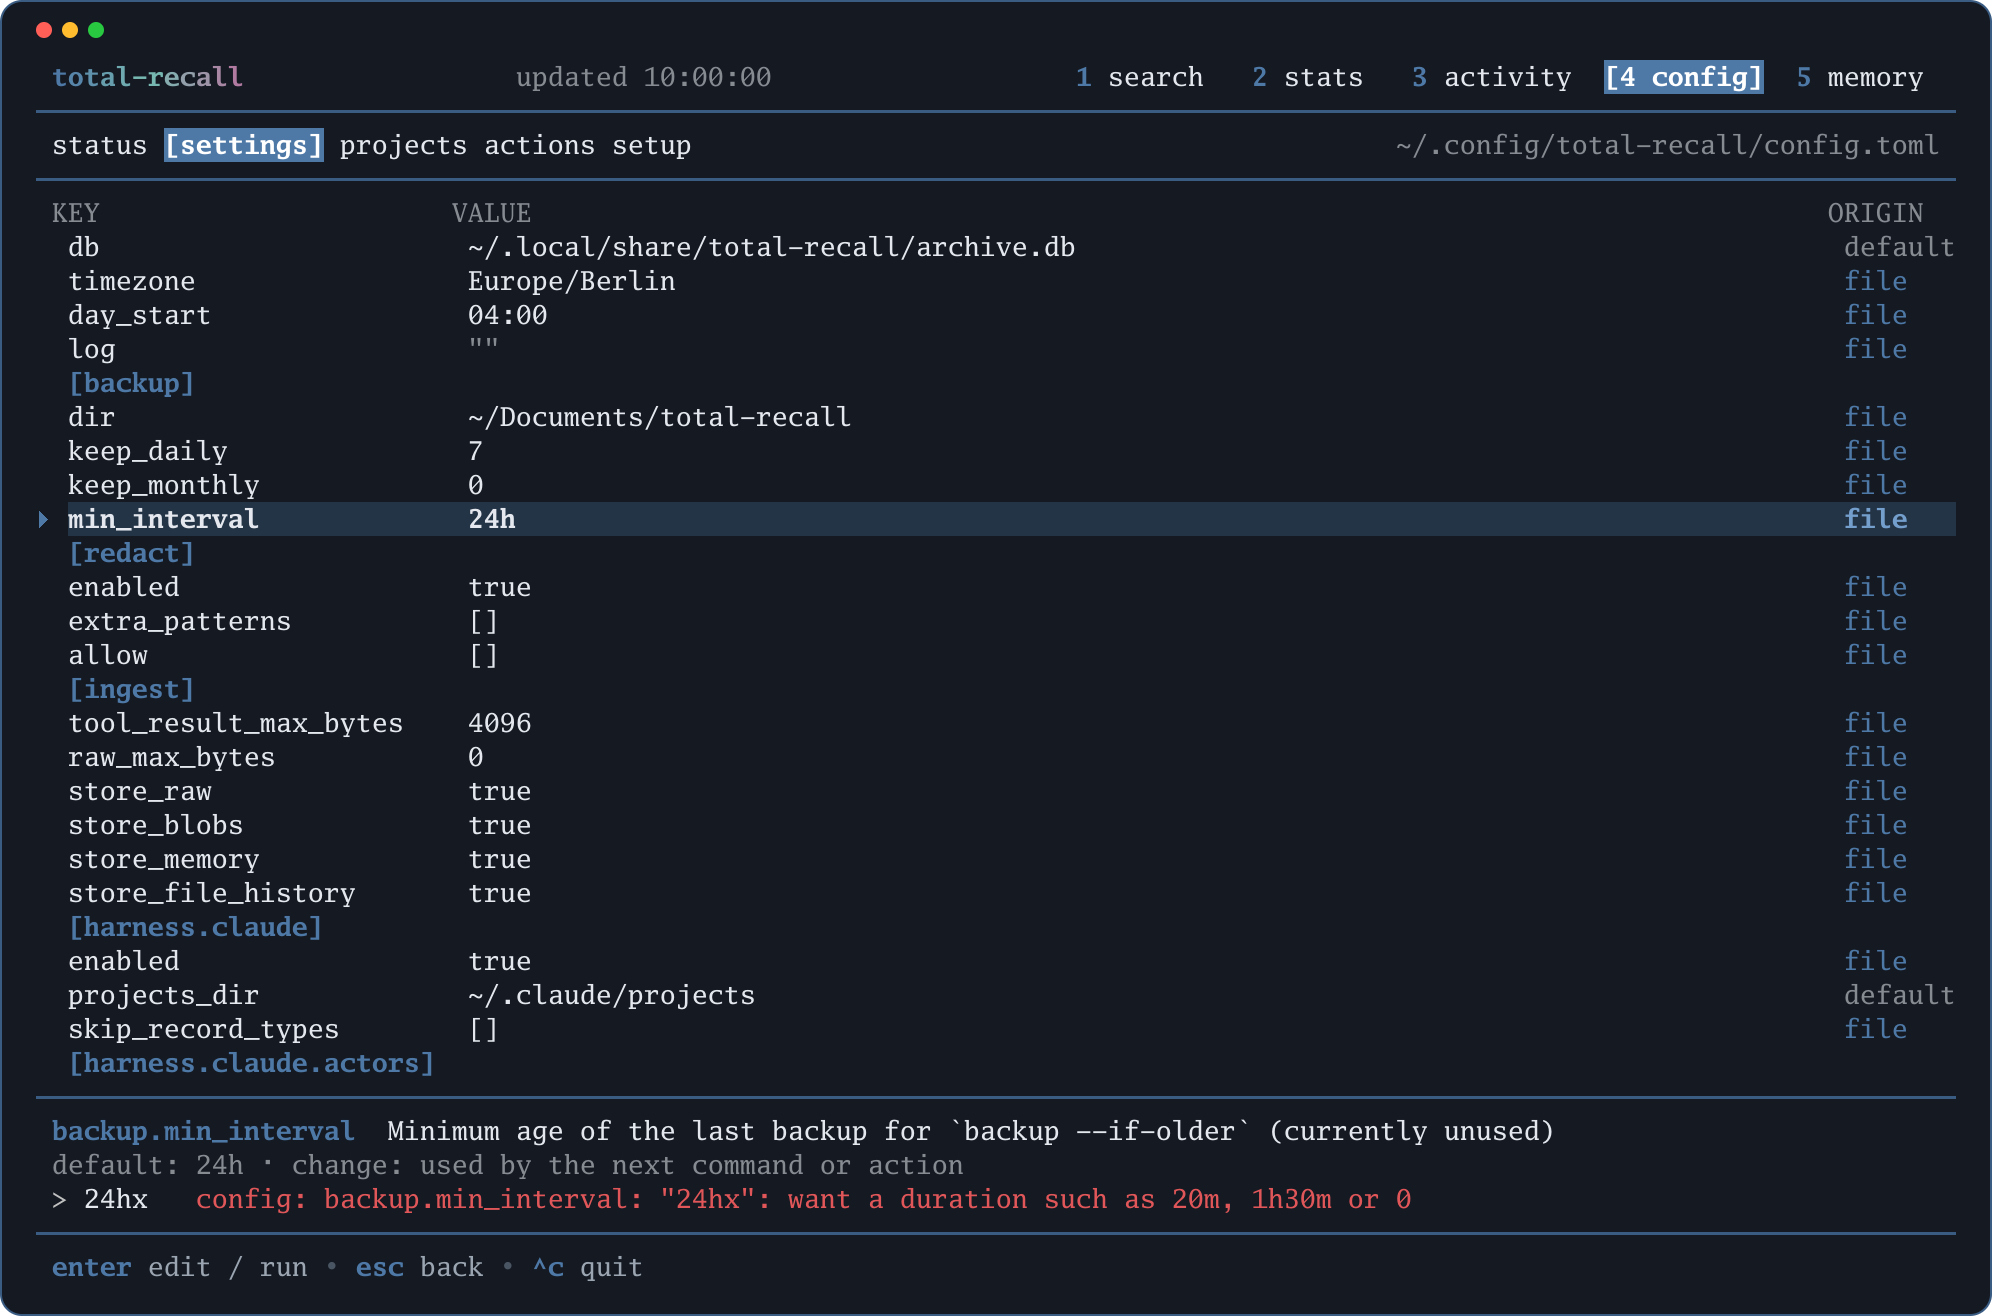 total-recall updated 10:00:00 1 search 2 stats 3 activity [4 config] 5 memory
status [settings] projects actions setup ~/.config/total-recall/config.toml
KEY VALUE ORIGIN
db ~/.local/share/total-recall/archive.db default
timezone Europe/Berlin file
day_start 04:00 file
log "" file
[backup]
dir ~/Documents/total-recall file
keep_daily 7 file
keep_monthly 0 file
min_interval 24h file
[redact]
enabled true file
extra_patterns [] file
allow [] file
[ingest]
tool_result_max_bytes 4096 file
raw_max_bytes 0 file
store_raw true file
store_blobs true file
store_memory true file
store_file_history true file
[harness.claude]
enabled true file
projects_dir ~/.claude/projects default
skip_record_types [] file
[harness.claude.actors]
backup.min_interval Minimum age of the last backup for `backup --if-older` (currently unused)
default: 24h · change: used by the next command or action
> 24hx config: backup.min_interval: "24hx": want a duration such as 20m, 1h30m or 0
enter edit / run • esc back • ^c quit